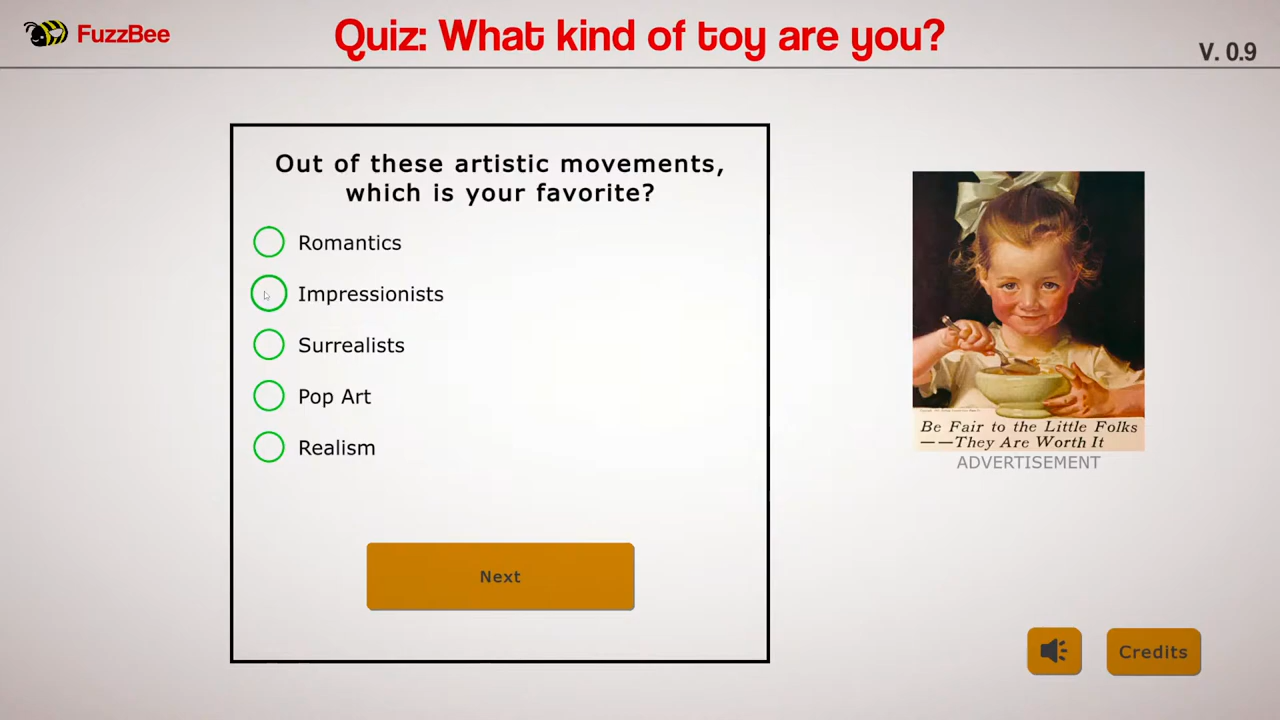 FuzzBee
Quiz: What kind of toy are you?
V. 0.9
Out of these artistic movements,
which is your favorite?
Romantics
Impressionists
Surrealists
Pop Art
Realism
Next
Be Fair to the Little Folks
——They Are Worth It
ADVERTISEMENT
Credits